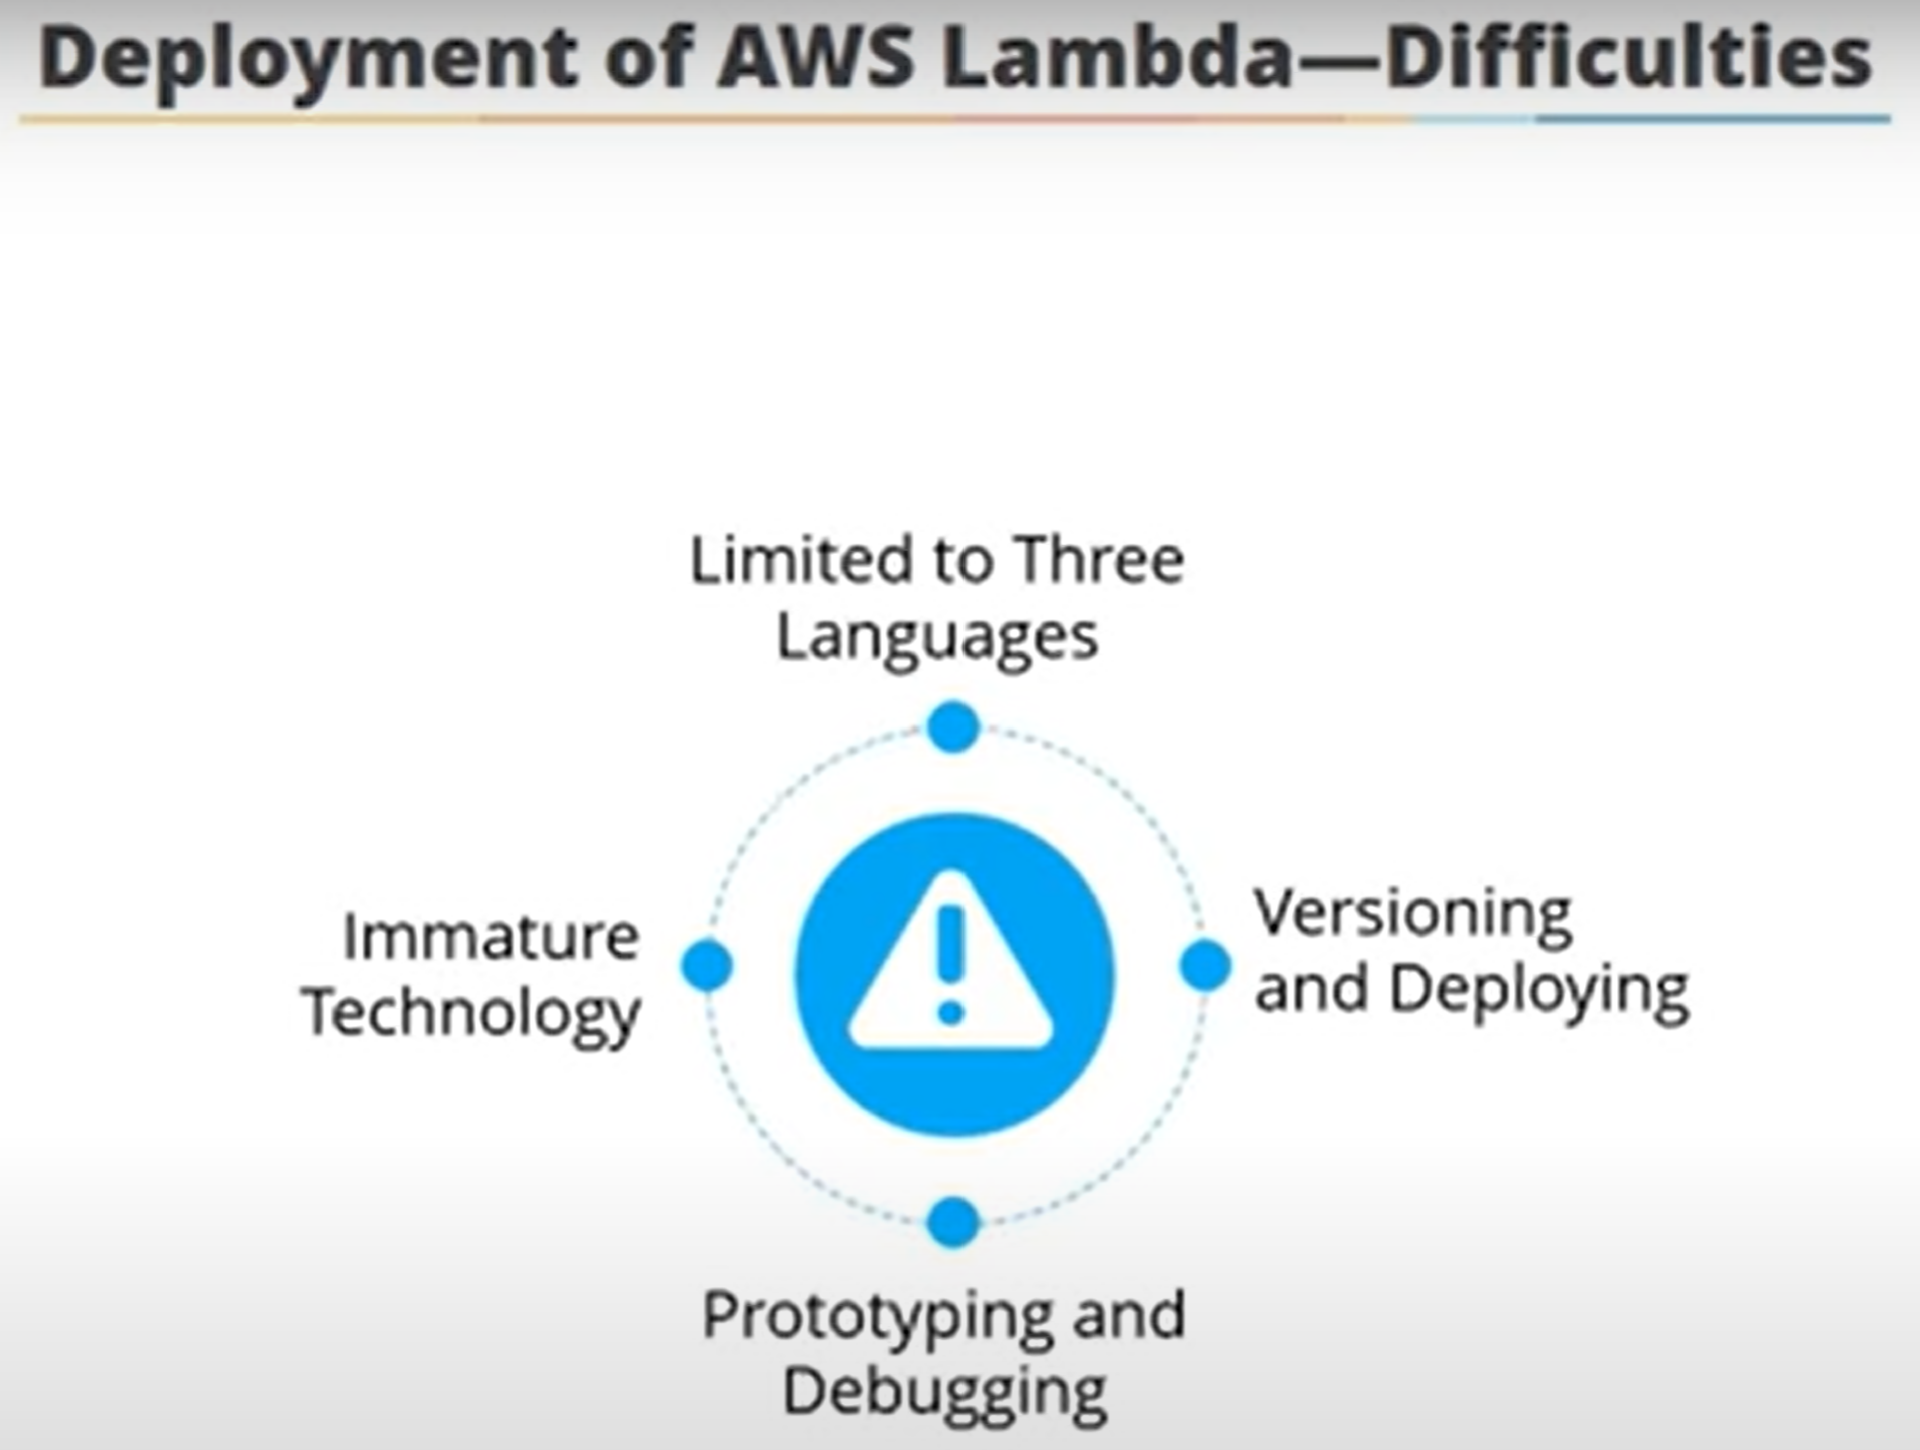 Deployment of AWS Lambda—Difficulties
Limited to Three
Languages
Immature
Technology
Versioning
and Deploying
Prototyping and
Debugging